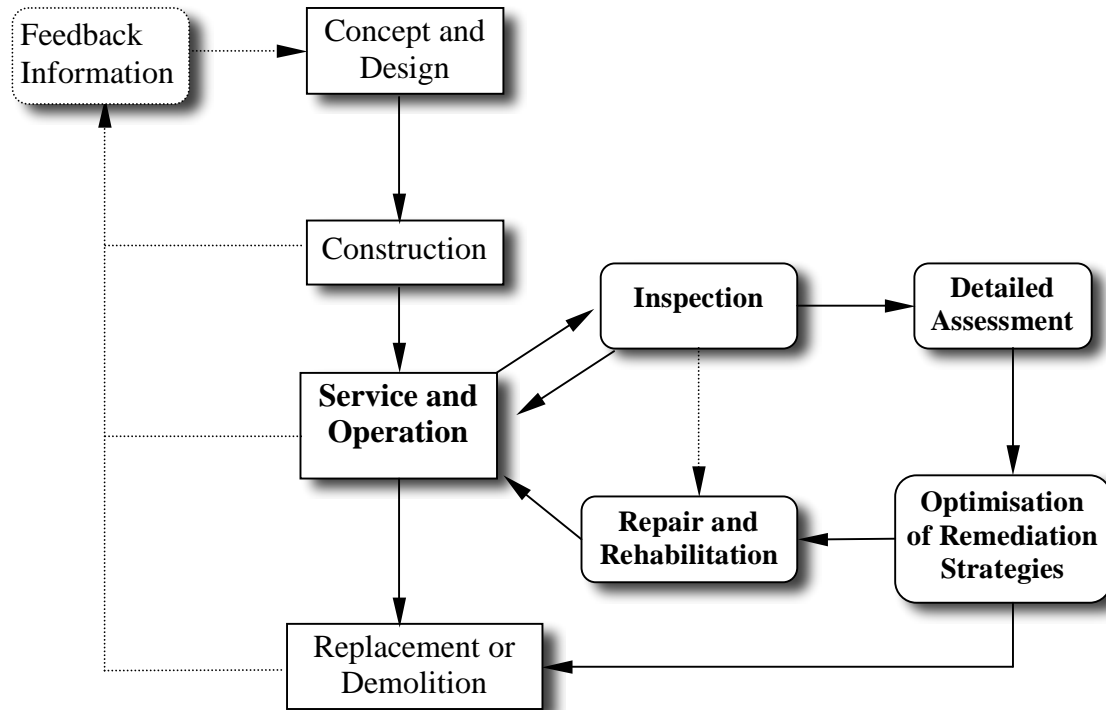 Feedback
Information
Concept and
Design
Construction
Inspection
Detailed
Assessment
Service and
Operation
Repair and
Rehabilitation
Optimisation
of Remediation
Strategies
Replacement or
Demolition